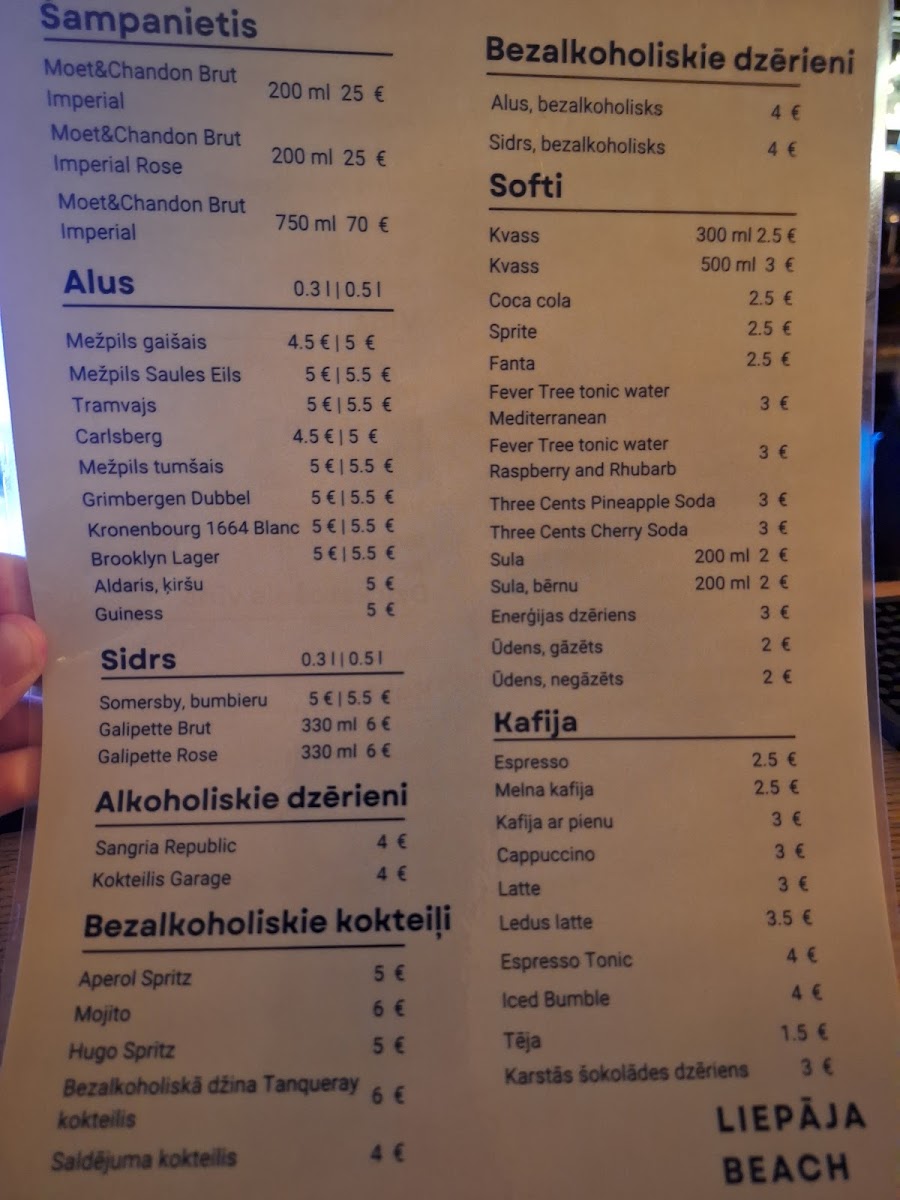 Šampanietis
Moet&Chandon Brut
Imperial 200 ml 25 €
Moet&Chandon Brut
Imperial Rose 200 ml 25 €
Moet&Chandon Brut
Imperial 750 ml 70 €
Alus 0.3 l | 0.5 l
Mežpils gaišais 4.5 € | 5 €
Mežpils Saules Eils 5 € | 5.5 €
Tramvajs 5 € | 5.5 €
Carlsberg 4.5 € | 5 €
Mežpils tumšais 5 € | 5.5 €
Grimbergen Dubbel 5 € | 5.5 €
Kronenbourg 1664 Blanc 5 € | 5.5 €
Brooklyn Lager 5 € | 5.5 €
Aldaris, ķiršu 5 €
Guiness 5 €
Sidrs 0.3 l | 0.5 l
Somersby, bumbieru 5 € | 5.5 €
Galipette Brut 330 ml 6 €
Galipette Rose 330 ml 6 €
Alkoholiskie dzērieni
Sangria Republic 4 €
Kokteilis Garage 4 €
Bezalkoholiskie kokteiļi
Aperol Spritz 5 €
Mojito 6 €
Hugo Spritz 5 €
Bezalkoholiskā džina Tanqueray
kokteilis 6 €
Saldējuma kokteilis 4 €
Bezalkoholiskie dzērieni
Alus, bezalkoholisks 4 €
Sidrs, bezalkoholisks 4 €
Softi
Kvass 300 ml 2.5 €
Kvass 500 ml 3 €
Coca cola 2.5 €
Sprite 2.5 €
Fanta 2.5 €
Fever Tree tonic water
Mediterranean 3 €
Fever Tree tonic water
Raspberry and Rhubarb 3 €
Three Cents Pineapple Soda 3 €
Three Cents Cherry Soda 3 €
Sula 200 ml 2 €
Sula, bērnu 200 ml 2 €
Enerģijas dzēriens 3 €
Ūdens, gāzēts 2 €
Ūdens, negāzēts 2 €
Kafija
Espresso 2.5 €
Melna kafija 2.5 €
Kafija ar pienu 3 €
Cappuccino 3 €
Latte 3 €
Ledus latte 3.5 €
Espresso Tonic 4 €
Iced Bumble 4 €
Tēja 1.5 €
Karstās šokolādes dzēriens 3 €
LIEPĀJA
BEACH